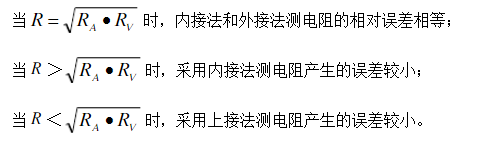 当 R = √(R_A • R_V) 时，内接法和外接法测电阻的相对误差相等；
当 R ＞ √(R_A • R_V) 时，采用内接法测电阻产生的误差较小；
当 R ＜ √(R_A • R_V) 时，采用上接法测电阻产生的误差较小。